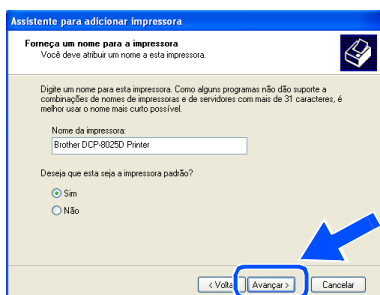 Assistente para adicionar impressora
Forneça um nome para a impressora
Você deve atribuir um nome a esta impressora.
Digite um nome para esta impressora. Como alguns programas não dão suporte a
combinações de nomes de impressoras e de servidores com mais de 31 caracteres, é
melhor usar o nome mais curto possível.
Nome da impressora:
Brother DCP-8025D Printer
Deseja que esta seja a impressora padrão?
Sim
Não
< Volta Avançar > Cancelar